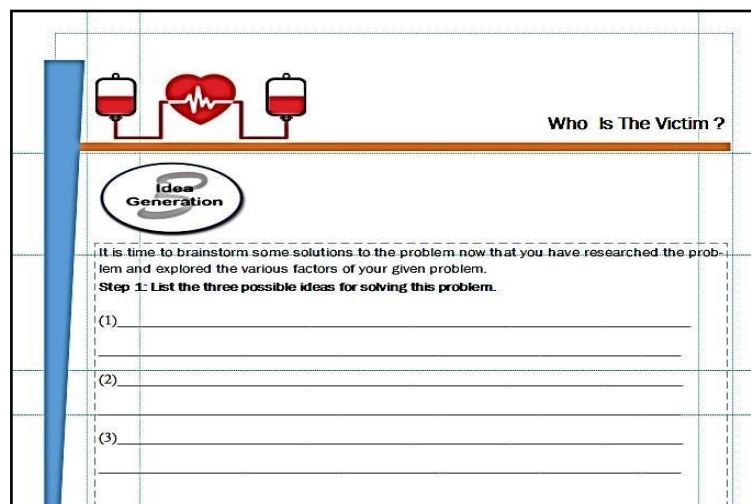 Who Is The Victim ?
5
Idea
Generation
It is time to brainstorm some solutions to the problem now that you have researched the prob-
lem and explored the various factors of your given problem.
Step 1: List the three possible ideas for solving this problem.
(1)
(2)
(3)